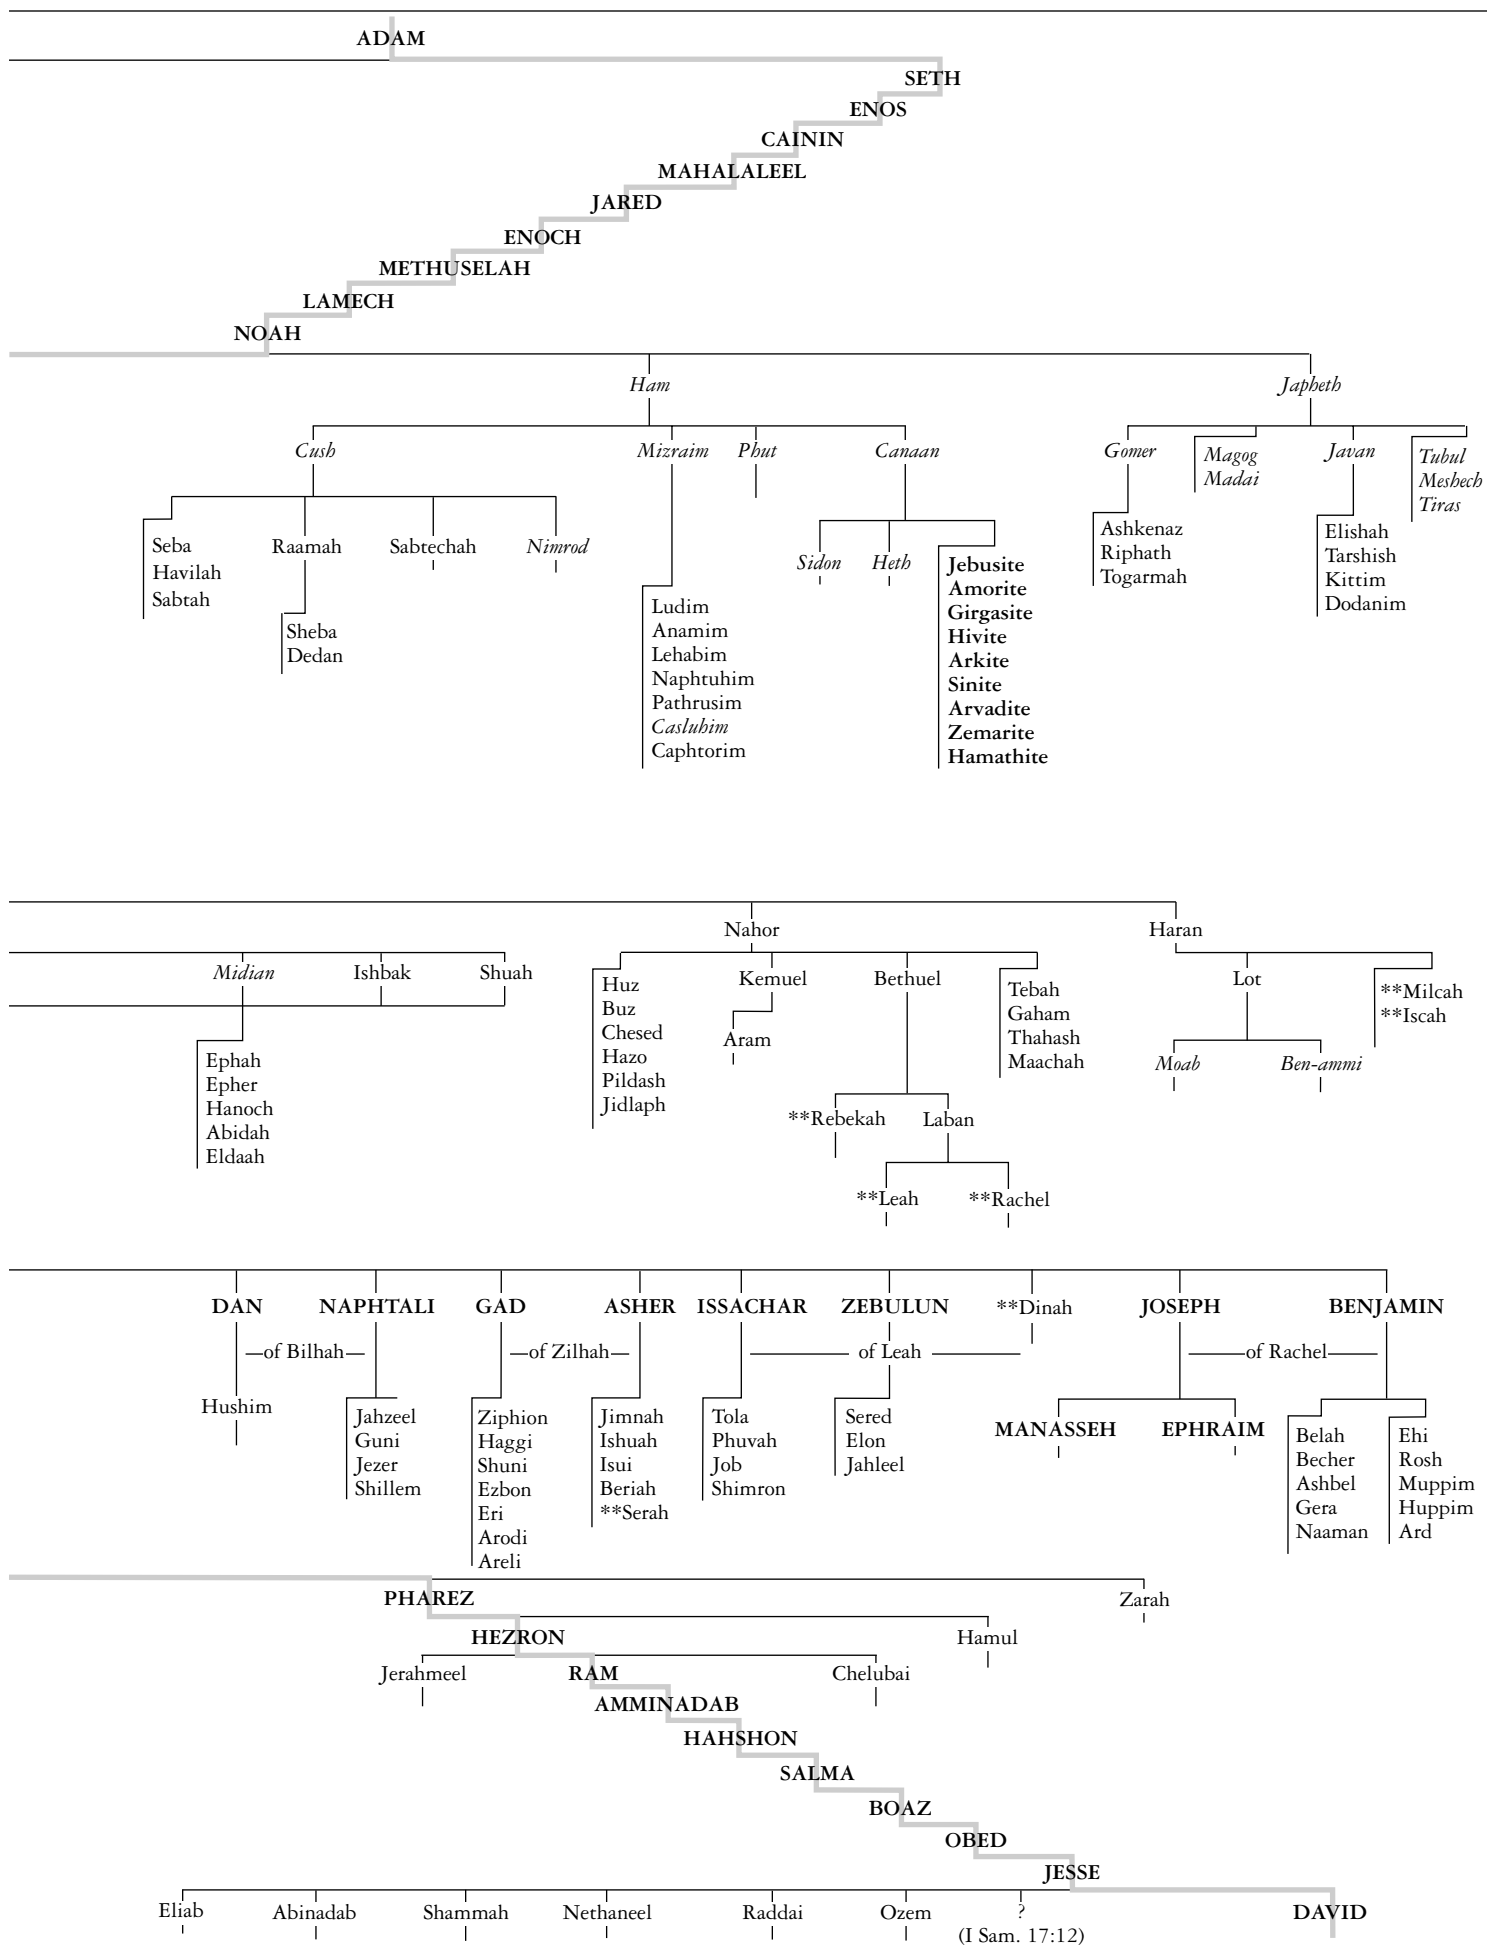 ADAM
SETH
ENOS
CAININ
MAHALALEEL
JARED
ENOCH
METHUSELAH
LAMECH
NOAH
Ham
Japheth
Cush
Mizraim
Phut
Canaan
Gomer
Magog
Madai
Javan
Tubul
Meshech
Tiras
Seba
Havilah
Sabtah
Raamah
Sabtechah
Nimrod
Sheba
Dedan
Ludim
Anamim
Lehabim
Naphtuhim
Pathrusim
Casluhim
Caphtorim
Sidon
Heth
Jebusite
Amorite
Girgasite
Hivite
Arkite
Sinite
Arvadite
Zemarite
Hamathite
Ashkenaz
Riphath
Togarmah
Elishah
Tarshish
Kittim
Dodanim
Nahor
Haran
Midian
Ishbak
Shuah
Ephah
Epher
Hanoch
Abidah
Eldaah
Huz
Buz
Chesed
Hazo
Pildash
Jidlaph
Kemuel
Aram
Bethuel
Tebah
Gaham
Thahash
Maachah
Lot
**Milcah
**Iscah
Moab
Ben-ammi
**Rebekah
Laban
**Leah
**Rachel
DAN
NAPHTALI
GAD
ASHER
ISSACHAR
ZEBULUN
**Dinah
JOSEPH
BENJAMIN
of Bilhah
of Zilhah
of Leah
of Rachel
Hushim
Jahzeel
Guni
Jezer
Shillem
Ziphion
Haggi
Shuni
Ezbon
Eri
Arodi
Areli
Jimnah
Ishuah
Isui
Beriah
**Serah
Tola
Phuvah
Job
Shimron
Sered
Elon
Jahleel
MANASSEH
EPHRAIM
Belah
Becher
Ashbel
Gera
Naaman
Ehi
Rosh
Muppim
Huppim
Ard
PHAREZ
Zarah
HEZRON
Hamul
Jerahmeel
RAM
Chelubai
AMMINADAB
HAHSHON
SALMA
BOAZ
OBED
JESSE
Eliab
Abinadab
Shammah
Nethaneel
Raddai
Ozem
?
(I Sam. 17:12)
DAVID